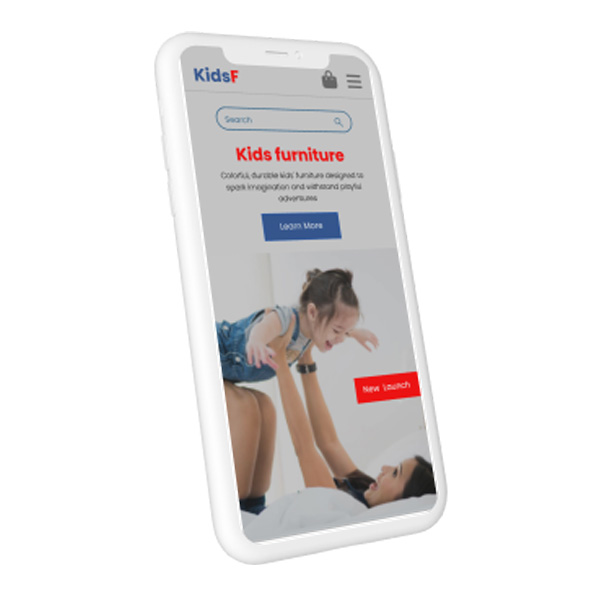 KidsF
Search
Kids furniture
Colorful, durable kids' furniture designed to
spark imagination and withstand playful
adventures
Learn More
New Launch